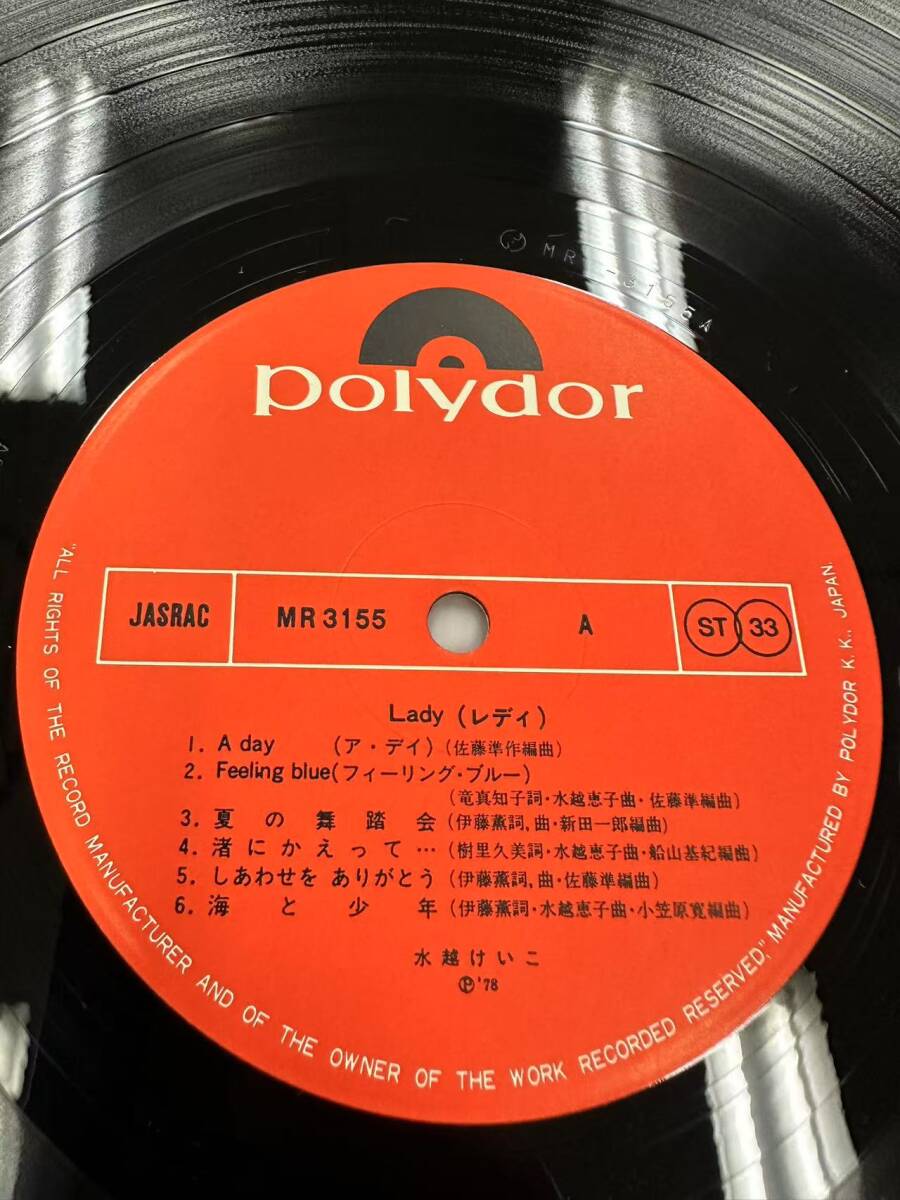 MR 3155A
polydor
JASRAC
MR 3155
A
ST 33
Lady (レディ)
1. A day (ア・デイ) (佐藤準作編曲)
2. Feeling blue(フィーリング・ブルー)
(竜真知子詞・水越恵子曲・佐藤準編曲)
3. 夏の舞踏会 (伊藤薫詞,曲・新田一郎編曲)
4. 渚にかえって… (樹里久美詞・水越恵子曲・船山基紀編曲)
5. しあわせを ありがとう (伊藤薫詞,曲・佐藤準編曲)
6. 海と少年 (伊藤薫詞・水越恵子曲・小笠原寛編曲)
水越けいこ
Ⓟ'78
"ALL RIGHTS OF THE RECORD MANUFACTURER AND OF THE OWNER OF THE WORK RECORDED RESERVED," MANUFACTURED BY POLYDOR K.K., JAPAN.